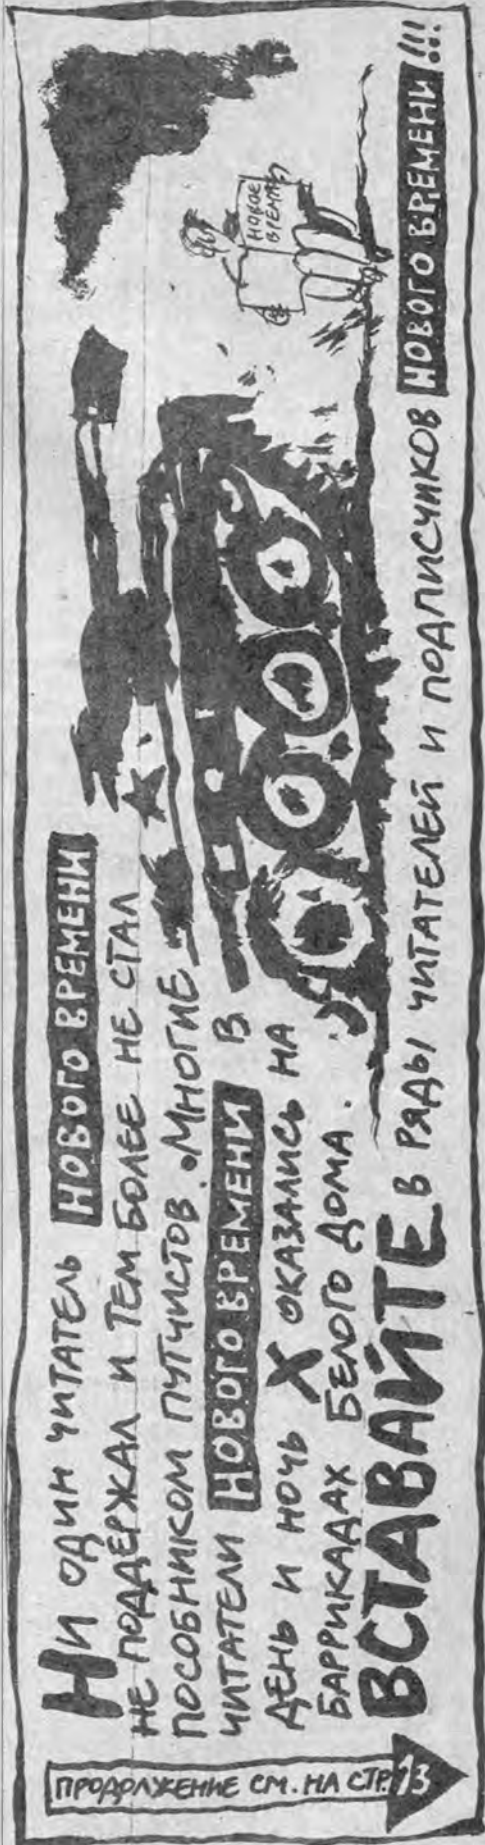 Ни один читатель НОВОГО ВРЕМЕНИ
не поддержал и тем более не стал
пособником путчистов. Многие
читатели НОВОГО ВРЕМЕНИ в
день и ночь X оказались на
баррикадах Белого дома.
ВСТАВАЙТЕ в ряды читателей и подписчиков НОВОГО ВРЕМЕНИ!!!
НОВОЕ
ВРЕМЯ
ПРОДОЛЖЕНИЕ СМ. НА СТР. 13